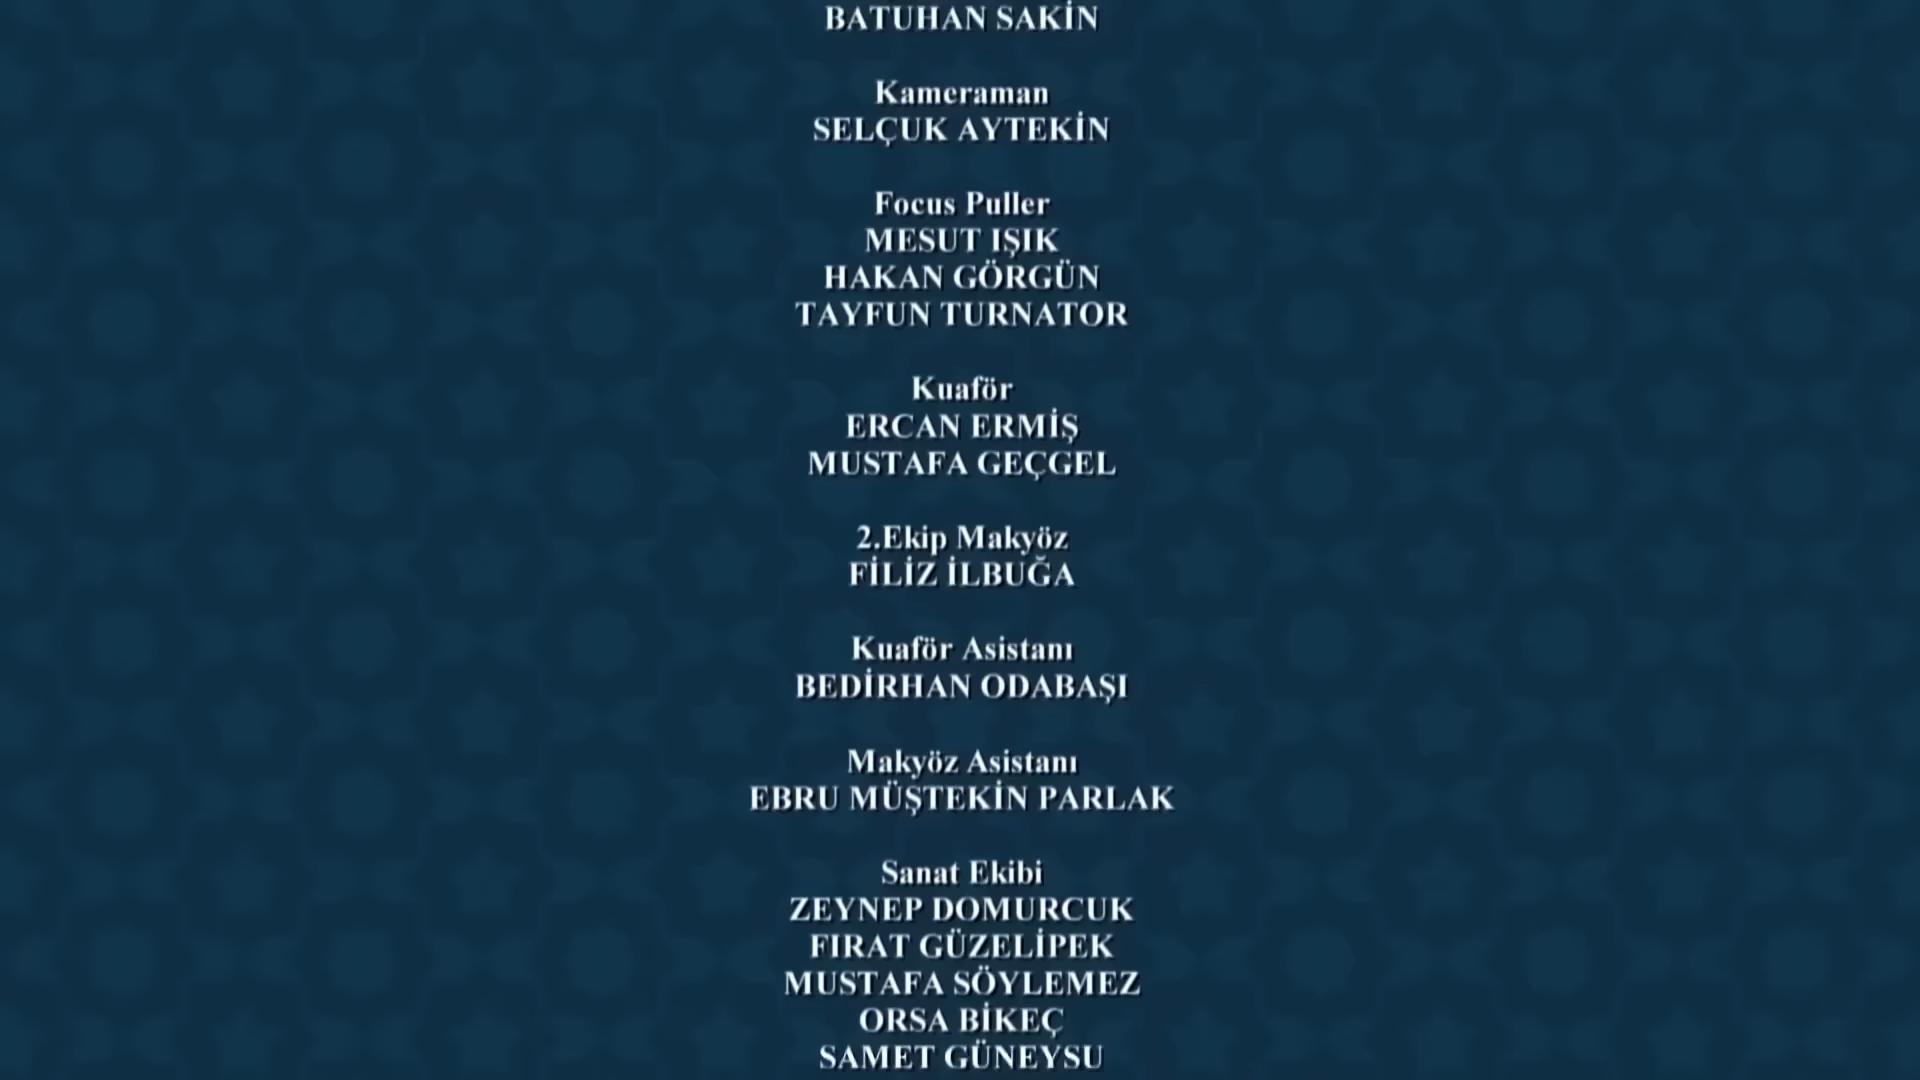 BATUHAN SAKİN
Kameraman
SELÇUK AYTEKİN
Focus Puller
MESUT IŞIK
HAKAN GÖRGÜN
TAYFUN TURNATOR
Kuaför
ERCAN ERMİŞ
MUSTAFA GEÇGEL
2.Ekip Makyöz
FİLİZ İLBUĞA
Kuaför Asistanı
BEDİRHAN ODABAŞI
Makyöz Asistanı
EBRU MÜŞTEKİN PARLAK
Sanat Ekibi
ZEYNEP DOMURCUK
FIRAT GÜZELİPEK
MUSTAFA SÖYLEMEZ
ORSA BİKEÇ
SAMET GÜNEYSU